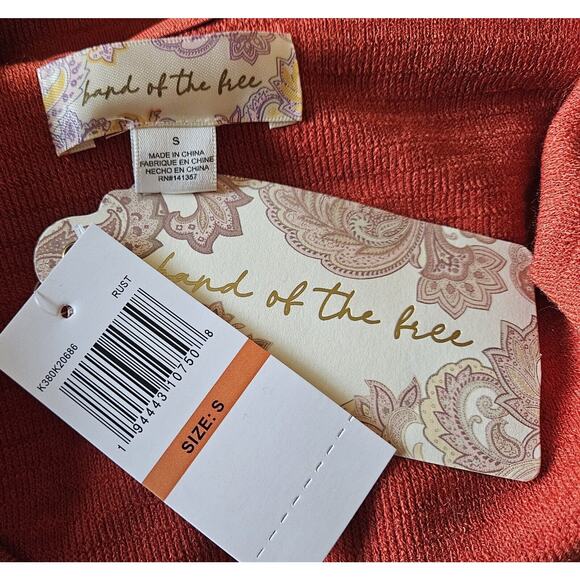 band of the free
S
MADE IN CHINA
FABRIQUE EN CHINE
HECHO EN CHINA
RN#141357
band of the free
K380K20686
RUST
1 94443 10750 8
SIZE: S